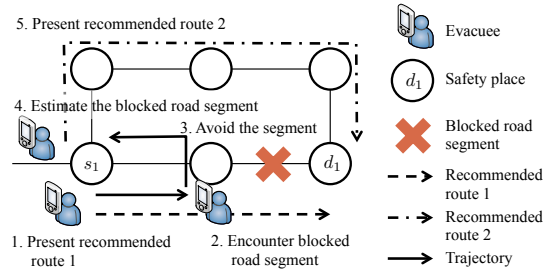 5. Present recommended route 2
4. Estimate the blocked road segment
3. Avoid the segment
s1
d1
1. Present recommended
route 1
2. Encounter blocked
road segment
Evacuee
d1
Safety place
Blocked road
segment
Recommended
route 1
Recommended
route 2
Trajectory